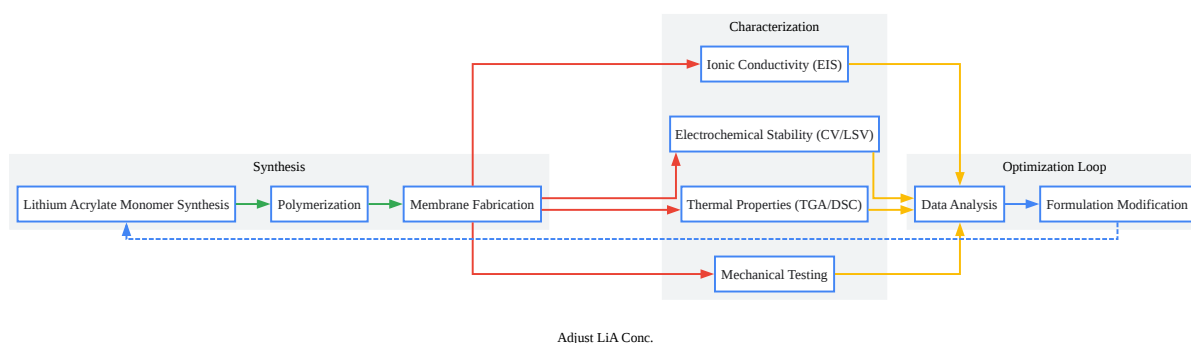 Characterization
Ionic Conductivity (EIS)
Electrochemical Stability (CV/LSV)
Synthesis
Optimization Loop
Lithium Acrylate Monomer Synthesis
Polymerization
Membrane Fabrication
Thermal Properties (TGA/DSC)
Data Analysis
Formulation Modification
Mechanical Testing
Adjust LiA Conc.